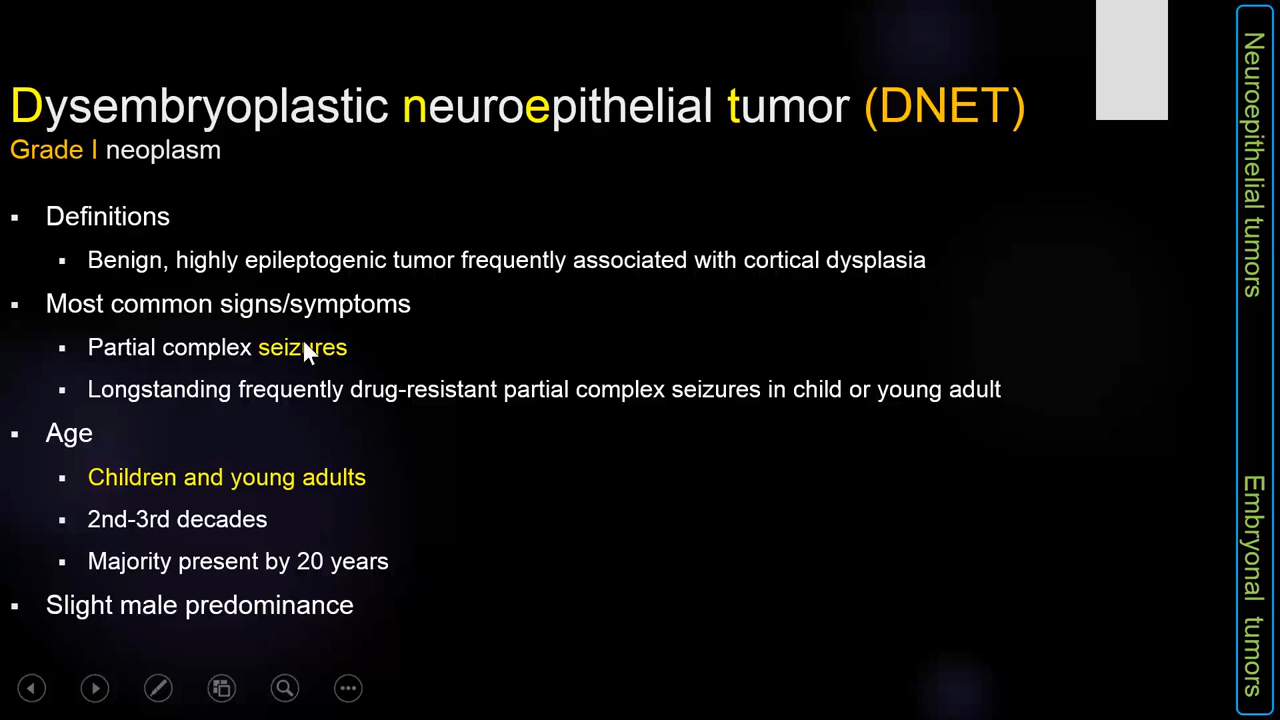 Dysembryoplastic neuroepithelial tumor (DNET)
Grade I neoplasm
▪ Definitions
▪ Benign, highly epileptogenic tumor frequently associated with cortical dysplasia
▪ Most common signs/symptoms
▪ Partial complex seizures
▪ Longstanding frequently drug-resistant partial complex seizures in child or young adult
▪ Age
▪ Children and young adults
▪ 2nd-3rd decades
▪ Majority present by 20 years
▪ Slight male predominance
Neuroepithelial tumors
Embryonal tumors